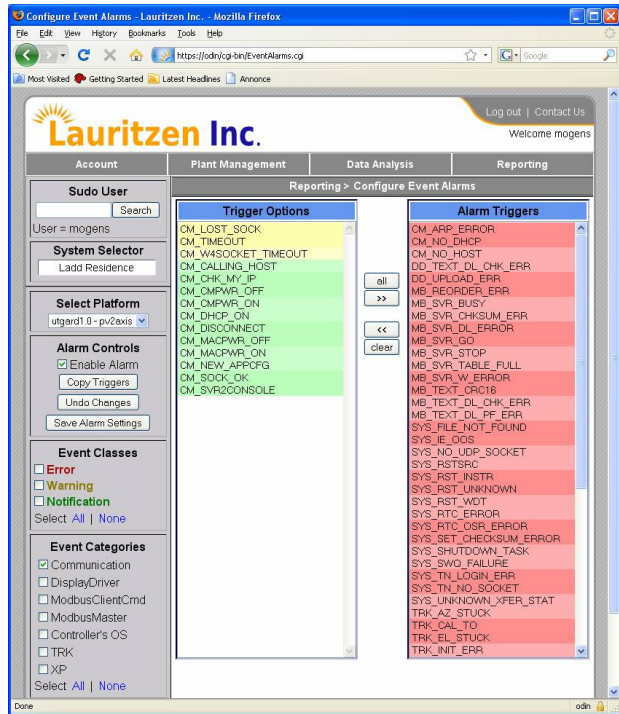 Configure Event Alarms - Lauritzen Inc. - Mozilla Firefox
File Edit View History Bookmarks Tools Help
https://odin/cgi-bin/EventAlarms.cgi
Google
Most Visited Getting Started Latest Headlines Annonce
Log out | Contact Us
Lauritzen Inc.
Welcome mogens
Account Plant Management Data Analysis Reporting
Reporting > Configure Event Alarms
Sudo User
Search
User = mogens
System Selector
Ladd Residence
Select Platform
utgard1.0 - pv2axis
Alarm Controls
Enable Alarm
Copy Triggers
Undo Changes
Save Alarm Settings
Event Classes
Error
Warning
Notification
Select All | None
Event Categories
Communication
DisplayDriver
ModbusClientCmd
ModbusMaster
Controller's OS
TRK
XP
Select All | None
Trigger Options
CM_LOST_SOCK
CM_TIMEOUT
CM_W4SOCKET_TIMEOUT
CM_CALLING_HOST
CM_CHK_MY_IP
CM_CMPWR_OFF
CM_CMPWR_ON
CM_DHCP_ON
CM_DISCONNECT
CM_MACPWR_OFF
CM_MACPWR_ON
CM_NEW_APPCFG
CM_SOCK_OK
CM_SVR2CONSOLE
all
>>
<<
clear
Alarm Triggers
CM_ARP_ERROR
CM_NO_DHCP
CM_NO_HOST
DD_TEXT_DL_CHK_ERR
DD_UPLOAD_ERR
MB_REORDER_ERR
MB_SVR_BUSY
MB_SVR_CHKSUM_ERR
MB_SVR_DL_ERROR
MB_SVR_GO
MB_SVR_STOP
MB_SVR_TABLE_FULL
MB_SVR_W_ERROR
MB_TEXT_CRC16
MB_TEXT_DL_CHK_ERR
MB_TEXT_DL_PF_ERR
SYS_FILE_NOT_FOUND
SYS_IE_OOS
SYS_NO_UDP_SOCKET
SYS_RSTSRC
SYS_RST_INSTR
SYS_RST_UNKNOWN
SYS_RST_WDT
SYS_RTC_ERROR
SYS_RTC_OSR_ERROR
SYS_SET_CHECKSUM_ERROR
SYS_SHUTDOWN_TASK
SYS_SWQ_FAILURE
SYS_TN_LOGIN_ERR
SYS_TN_NO_SOCKET
SYS_UNKNOWN_XFER_STAT
TRK_AZ_STUCK
TRK_CAL_TO
TRK_EL_STUCK
TRK_INIT_ERR
Done
odin